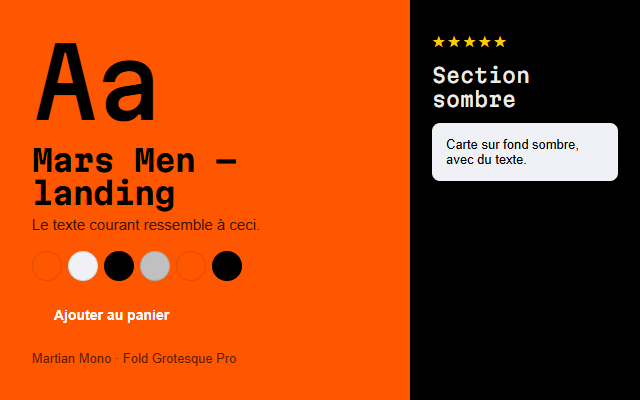 Aa
Mars Men —
landing
Le texte courant ressemble à ceci.
Ajouter au panier
Martian Mono · Fold Grotesque Pro
★★★★★
Section
sombre
Carte sur fond sombre,
avec du texte.